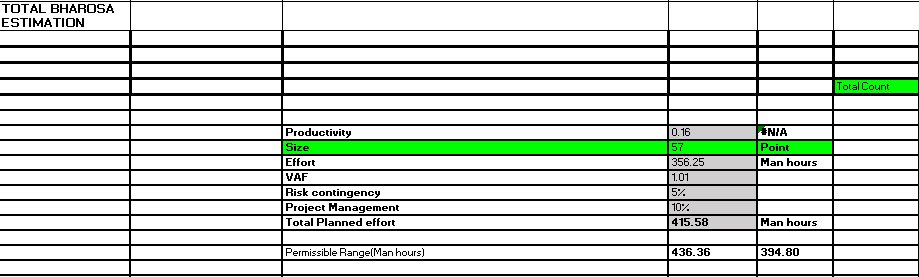 TOTAL BHAROSA
ESTIMATION
Total Count
Productivity 0.16 #N/A
Size 57 Point
Effort 356.25 Man hours
VAF 1.01
Risk contingency 5%
Project Management 10%
Total Planned effort 415.58 Man hours
Permissible Range(Man hours) 436.36 394.80